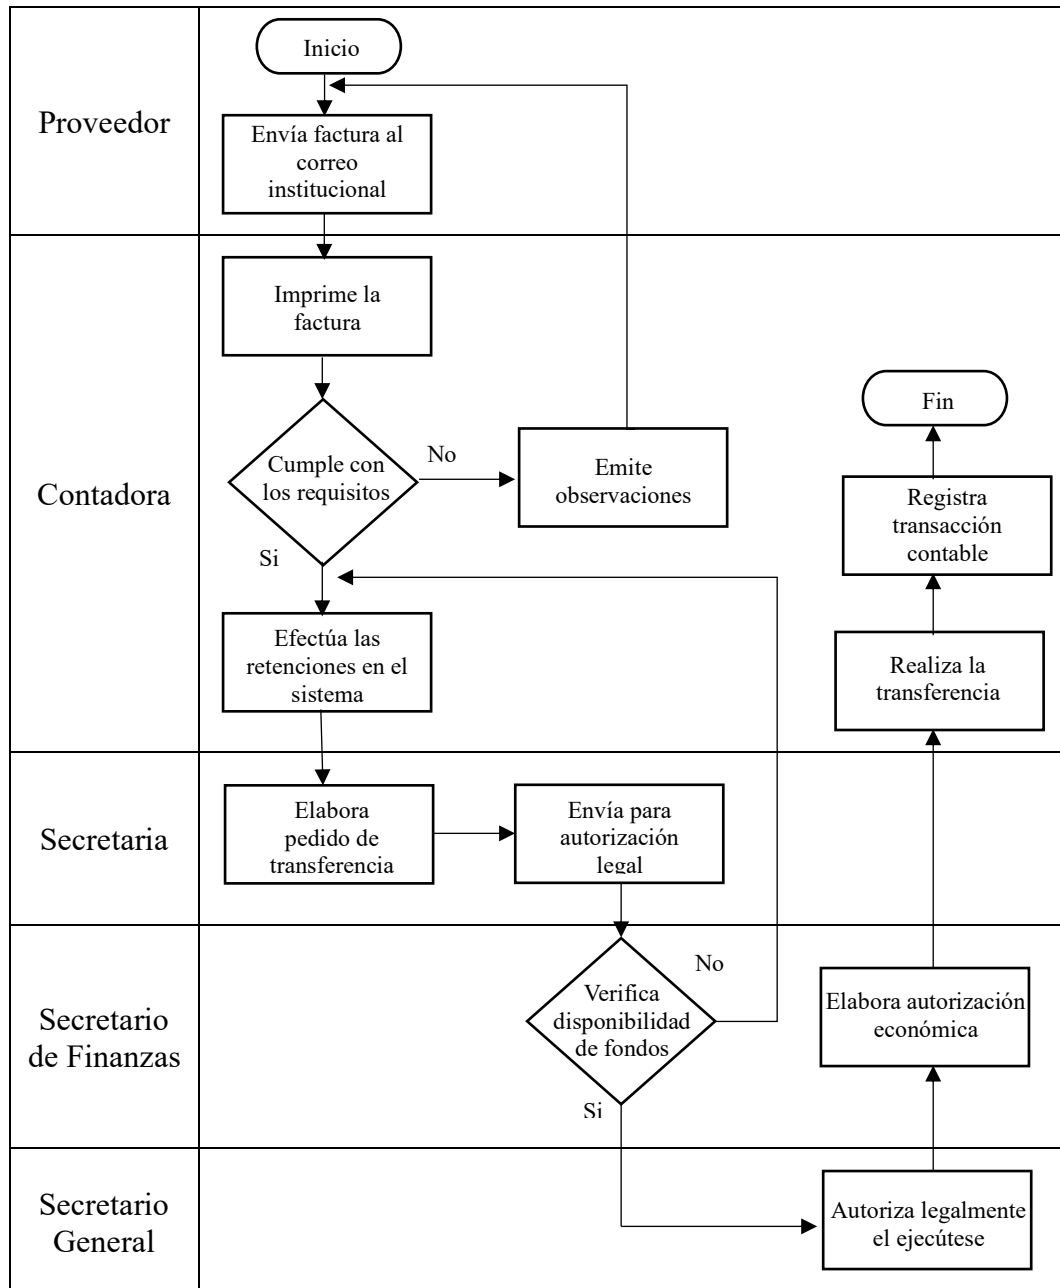 Proveedor
Inicio
Envía factura al
correo
institucional
Contadora
Imprime la
factura
Cumple con
los requisitos
No
Emite
observaciones
Si
Efectúa las
retenciones en el
sistema
Fin
Registra
transacción
contable
Realiza la
transferencia
Secretaria
Elabora
pedido de
transferencia
Envía para
autorización
legal
Secretario
de Finanzas
Verifica
disponibilidad
de fondos
No
Si
Elabora autorización
económica
Secretario
General
Autoriza legalmente
el ejecútese